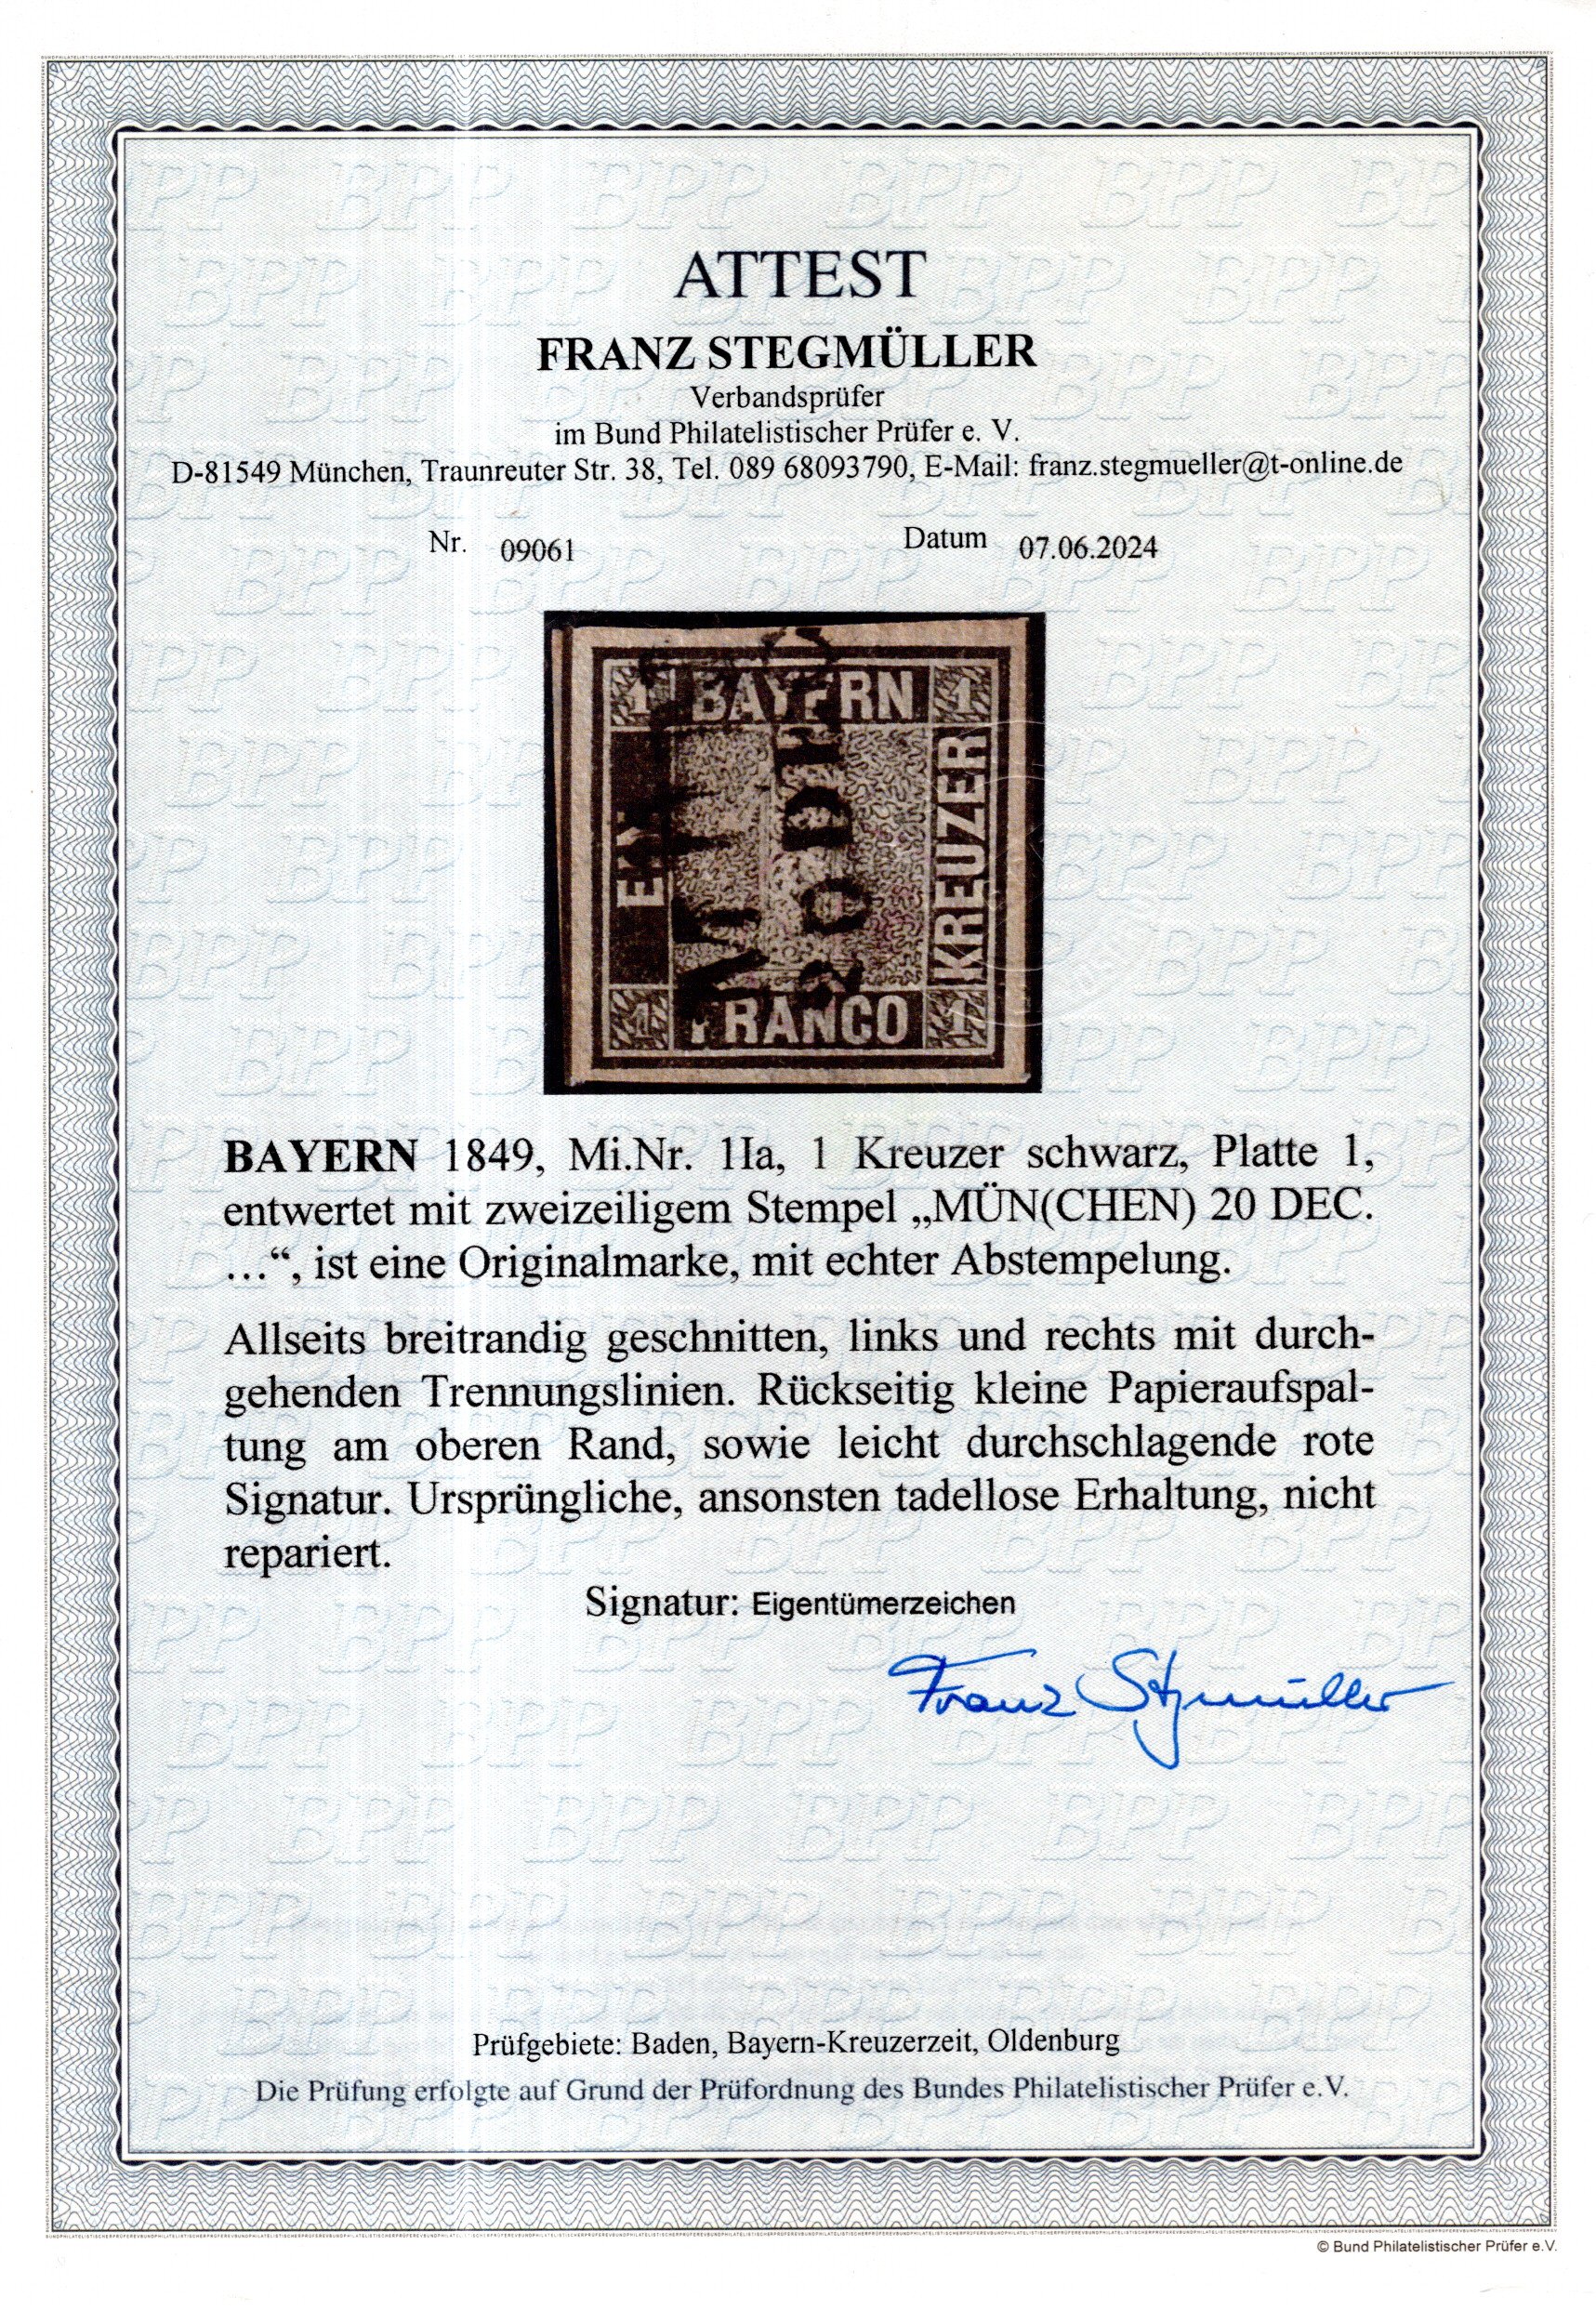 ATTEST
FRANZ STEGMÜLLER
Verbandsprüfer
im Bund Philatelistischer Prüfer e. V.
D-81549 München, Traunreuter Str. 38, Tel. 089 68093790, E-Mail: franz.stegmueller@t-online.de
Nr. 09061 Datum 07.06.2024
1 BAYERN 1
KREUZER
1 FRANCO 1
BAYERN 1849, Mi.Nr. 1Ia, 1 Kreuzer schwarz, Platte 1,
entwertet mit zweizeiligem Stempel „MÜN(CHEN) 20 DEC.
…“, ist eine Originalmarke, mit echter Abstempelung.
Allseits breitrandig geschnitten, links und rechts mit durch-
gehenden Trennungslinien. Rückseitig kleine Papieraufspal-
tung am oberen Rand, sowie leicht durchschlagende rote
Signatur. Ursprüngliche, ansonsten tadellose Erhaltung, nicht
repariert.
Signatur: Eigentümerzeichen
Franz Stegmüller
Prüfgebiete: Baden, Bayern-Kreuzerzeit, Oldenburg
Die Prüfung erfolgte auf Grund der Prüfordnung des Bundes Philatelistischer Prüfer e.V.
© Bund Philatelistischer Prüfer e.V.